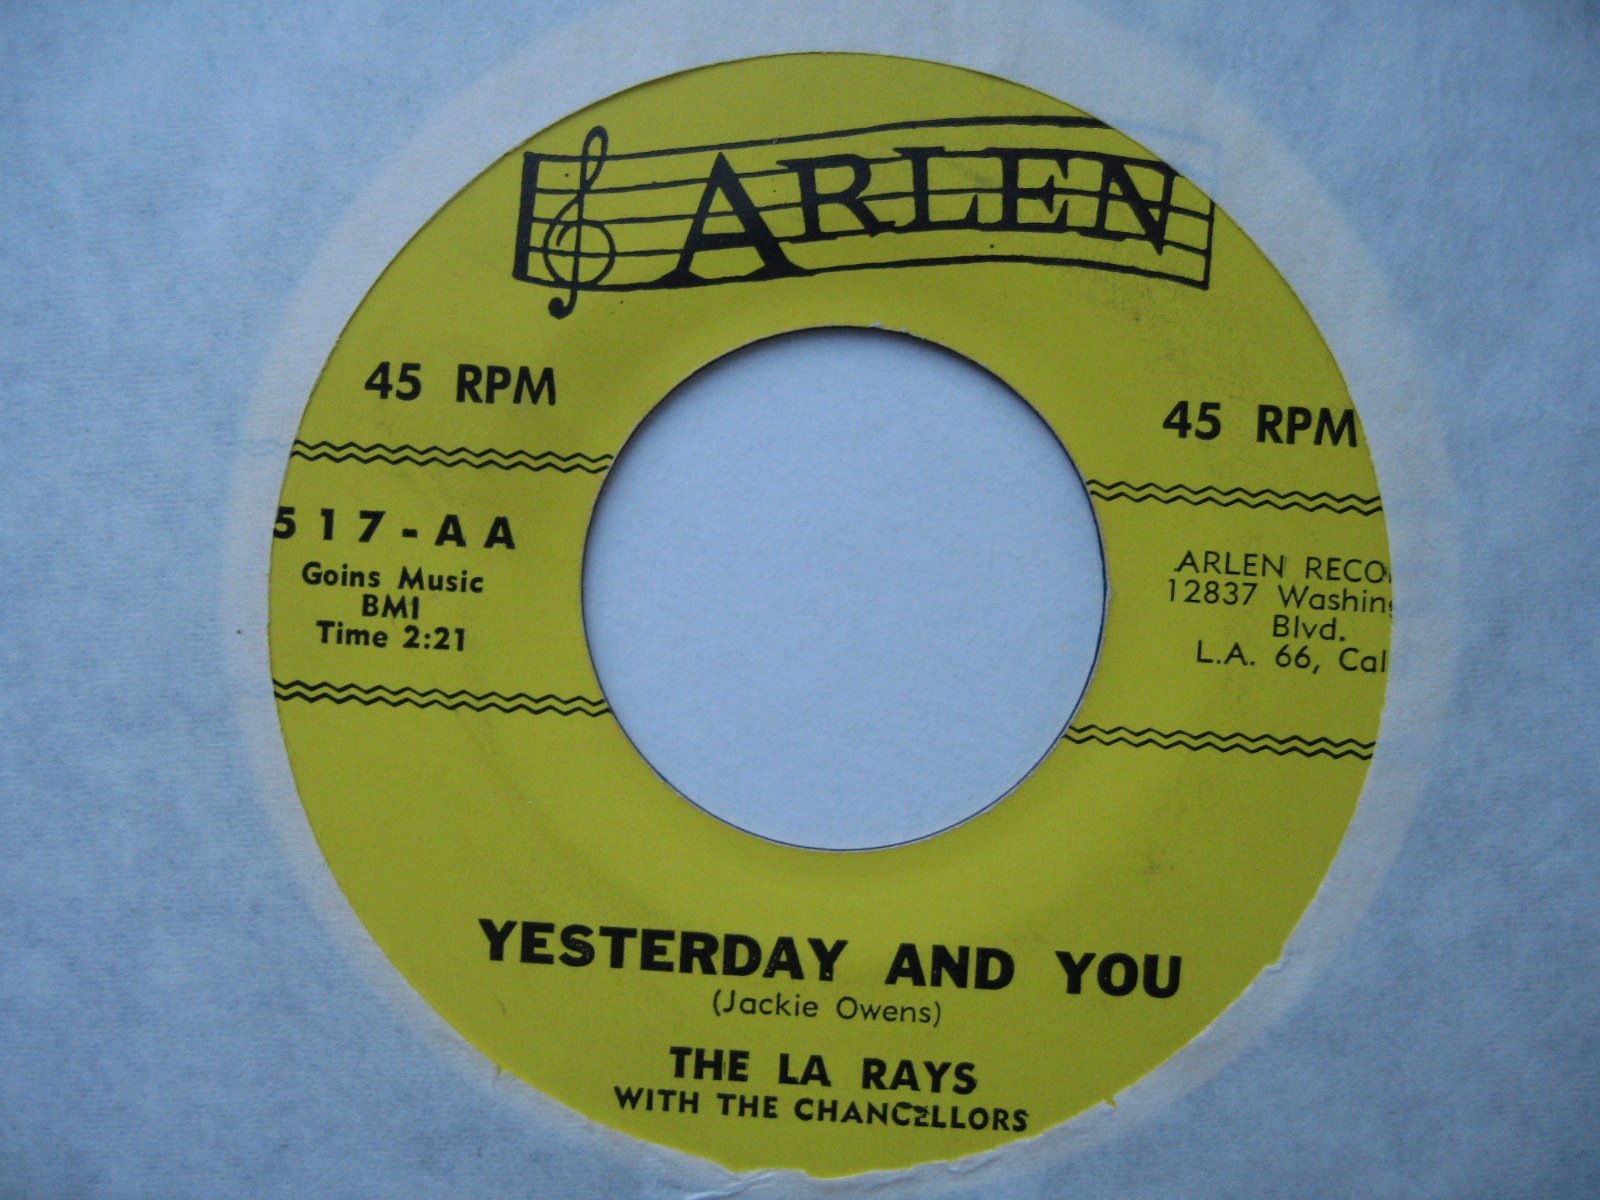 ARLEN
45 RPM
45 RPM
517-AA
Goins Music
BMI
Time 2:21
ARLEN RECO
12837 Washin
Blvd.
L.A. 66, Cal
YESTERDAY AND YOU
(Jackie Owens)
THE LA RAYS
WITH THE CHANCELLORS